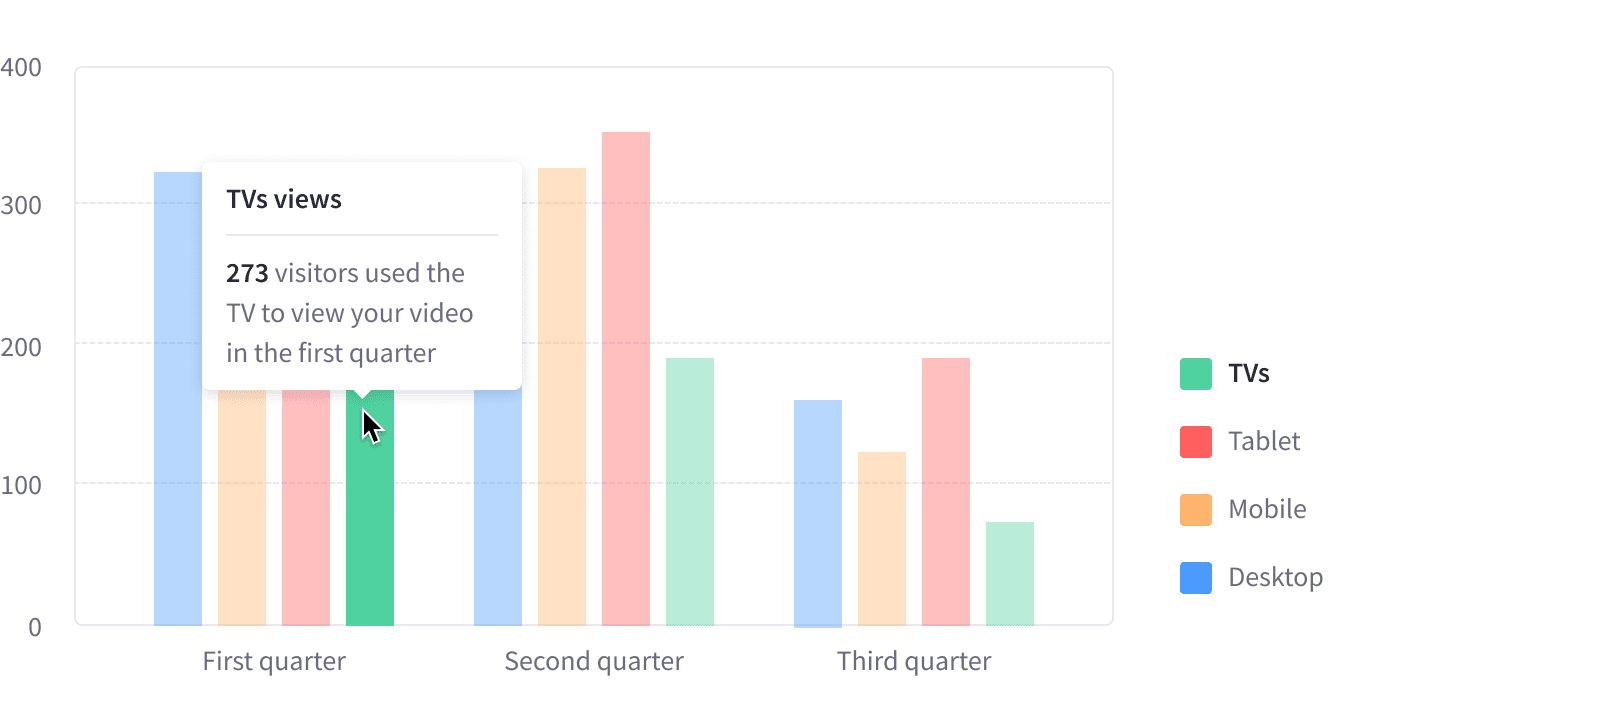 400
300
200
100
0
TVs views
273 visitors used the
TV to view your video
in the first quarter
First quarter
Second quarter
Third quarter
TVs
Tablet
Mobile
Desktop